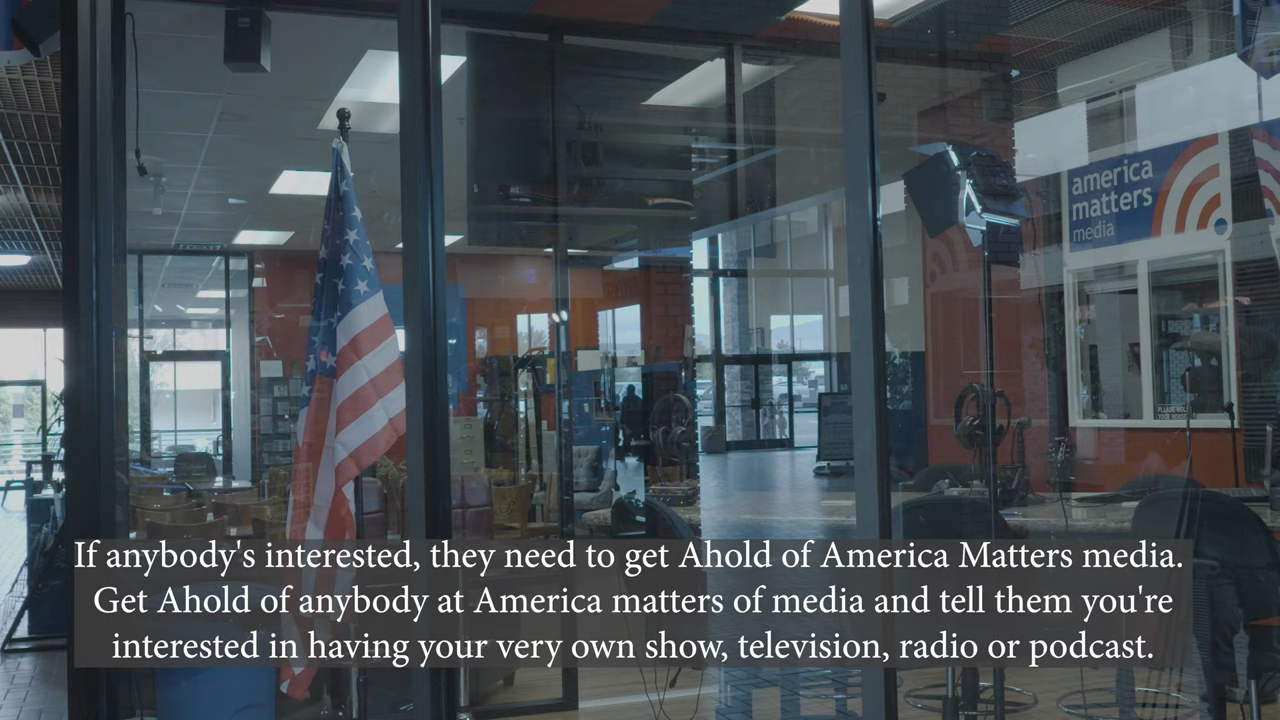 america
matters
media
If anybody's interested, they need to get Ahold of America Matters media.
Get Ahold of anybody at America matters of media and tell them you're
interested in having your very own show, television, radio or podcast.